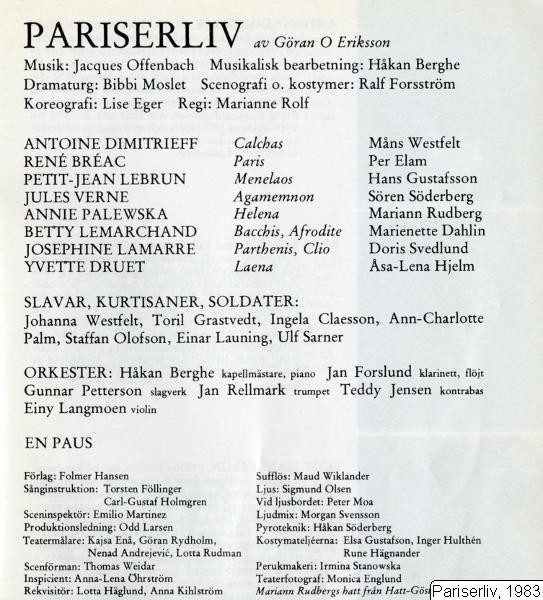 PARISERLIV av Göran O Eriksson
Musik: Jacques Offenbach Musikalisk bearbetning: Håkan Berghe
Dramaturg: Bibbi Moslet Scenografi o. kostymer: Ralf Forsström
Koreografi: Lise Eger Regi: Marianne Rolf
ANTOINE DIMITRIEFF Calchas Måns Westfelt
RENÉ BRÉAC Paris Per Elam
PETIT-JEAN LEBRUN Menelaos Hans Gustafsson
JULES VERNE Agamemnon Sören Söderberg
ANNIE PALEWSKA Helena Mariann Rudberg
BETTY LEMARCHAND Bacchis, Afrodite Marienette Dahlin
JOSEPHINE LAMARRE Parthenis, Clio Doris Svedlund
YVETTE DRUET Laena Åsa-Lena Hjelm
SLAVAR, KURTISANER, SOLDATER:
Johanna Westfelt, Toril Grastvedt, Ingela Claesson, Ann-Charlotte
Palm, Staffan Olofson, Einar Launing, Ulf Sarner
ORKESTER: Håkan Berghe kapellmästare, piano Jan Forslund klarinett, flöjt
Gunnar Petterson slagverk Jan Rellmark trumpet Teddy Jensen kontrabas
Einy Langmoen violin
EN PAUS
Förlag: Folmer Hansen
Sånginstruktion: Torsten Föllinger
Carl-Gustaf Holmgren
Sceninspektör: Emilio Martinez
Produktionsledning: Odd Larsen
Teatermålare: Kajsa Enå, Göran Rydholm,
Nenad Andrejević, Lotta Rudman
Scenförman: Thomas Weidar
Inspicient: Anna-Lena Öhrström
Rekvisitör: Lotta Häglund, Anna Kihlström
Sufflös: Maud Wiklander
Ljus: Sigmund Olsen
Vid ljusbordet: Peter Moa
Ljudmix: Morgan Svensson
Pyroteknik: Håkan Söderberg
Kostymateljéerna: Elsa Gustafson, Inger Hulthén
Rune Hägnander
Perukmakeri: Irmina Stanowska
Teaterfotograf: Monica Englund
Mariann Rudbergs hatt från Hatt-Gös
Pariserliv, 1983